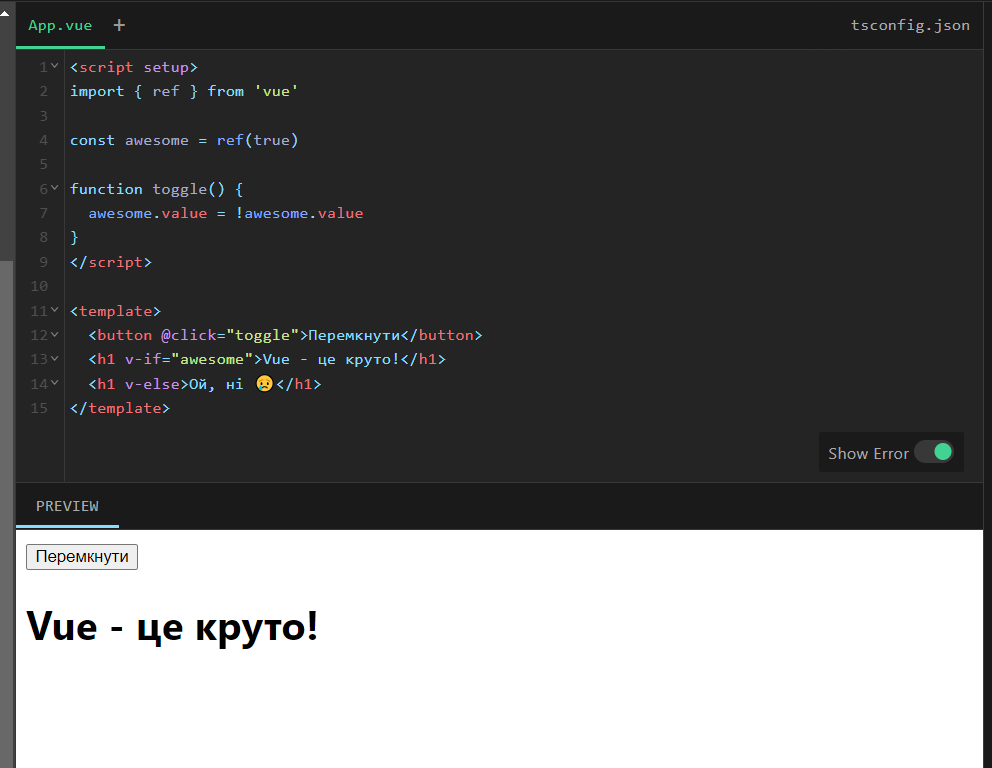 App.vue + tsconfig.json
1 <script setup>
2 import { ref } from 'vue'
3
4 const awesome = ref(true)
5
6 function toggle() {
7   awesome.value = !awesome.value
8 }
9 </script>
10
11 <template>
12   <button @click="toggle">Перемкнути</button>
13   <h1 v-if="awesome">Vue - це круто!</h1>
14   <h1 v-else>Ой, ні 😢</h1>
15 </template>
Show Error
PREVIEW
Перемкнути
Vue - це круто!